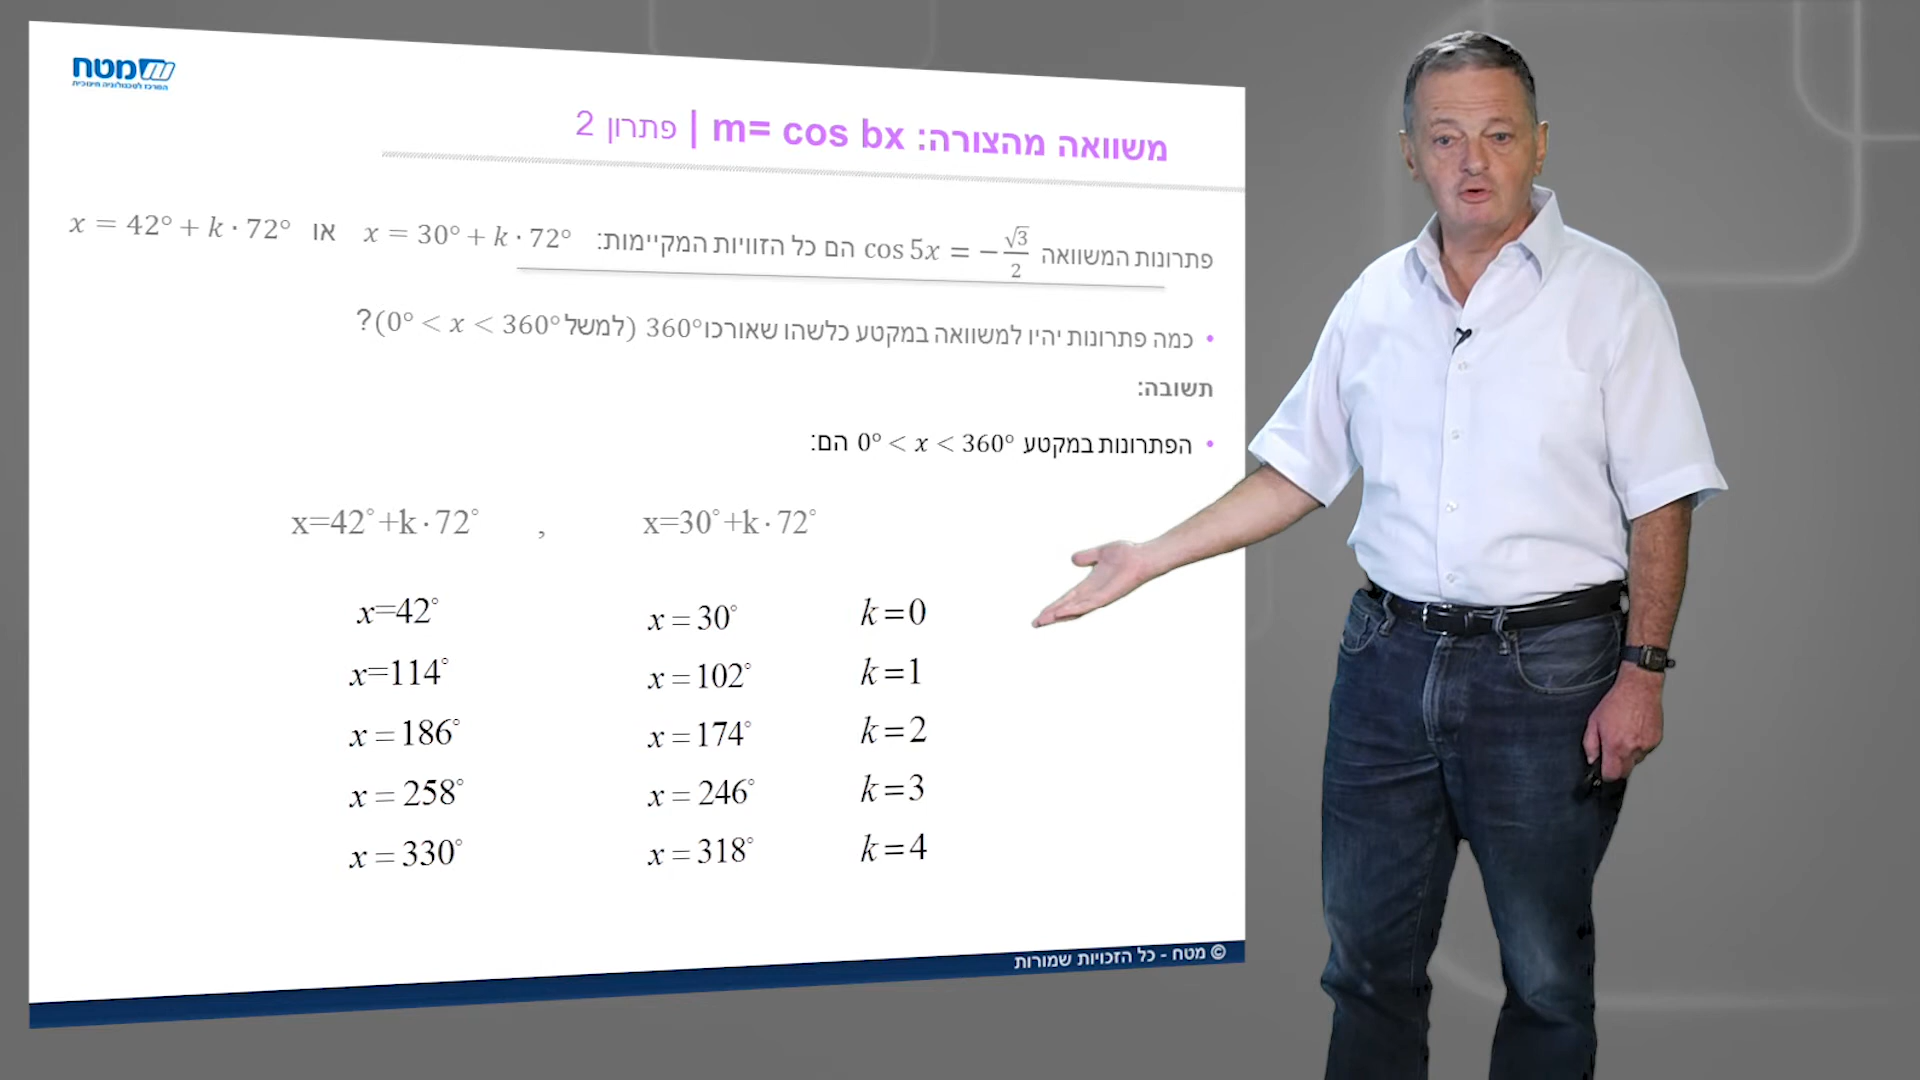 מטח
המרכז לטכנולוגיה חינוכית
משוואה מהצורה: m= cos bx | פתרון 2
פתרונות המשוואה cos 5x = −√3/2 הם כל הזוויות המקיימות: x = 30° + k · 72° או x = 42° + k · 72°
• כמה פתרונות יהיו למשוואה במקטע כלשהו שאורכו 360° (למשל 0° < x < 360°)?
תשובה:
• הפתרונות במקטע 0° < x < 360° הם:
x=42°+k·72° , x=30°+k·72°
x=42° x=30° k=0
x=114° x=102° k=1
x=186° x=174° k=2
x=258° x=246° k=3
x=330° x=318° k=4
© מטח - כל הזכויות שמורות